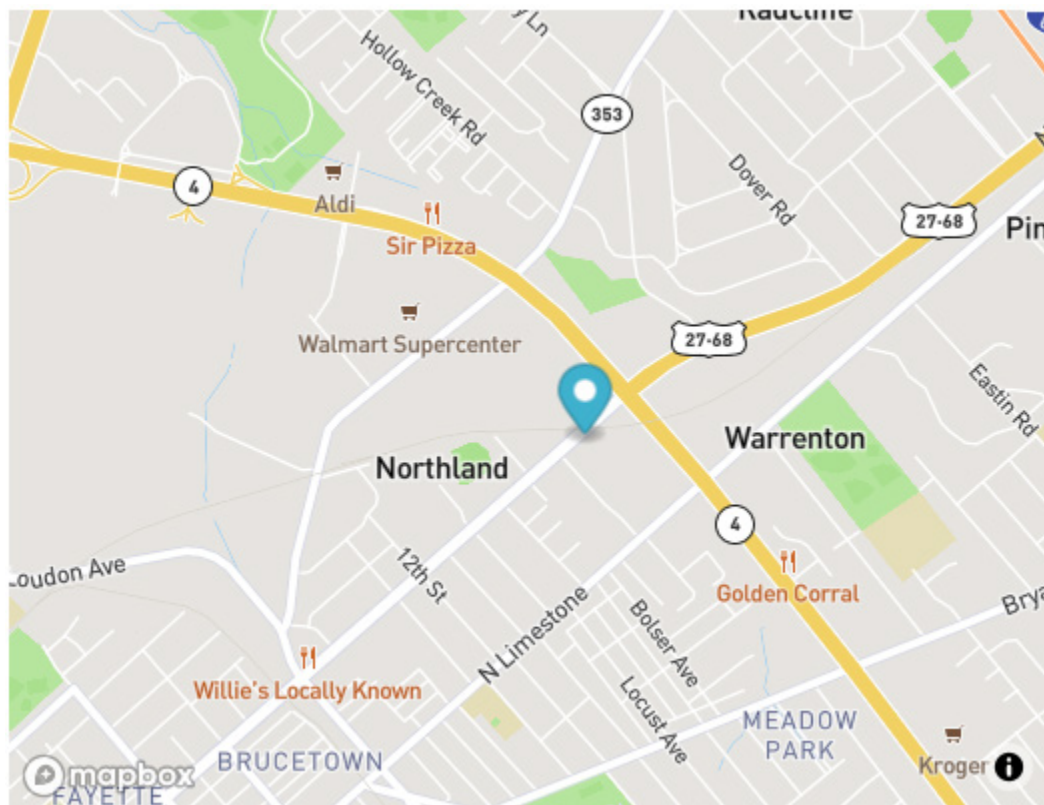 Radcliffe
y Ln
Hollow Creek Rd
353
Dover Rd
4
Aldi
Sir Pizza
27-68
Pin
Walmart Supercenter
27-68
Eastin Rd
Warrenton
Northland
4
Loudon Ave
12th St
Golden Corral
N Limestone
Bolser Ave
Brya
Willie's Locally Known
Locust Ave
MEADOW
PARK
BRUCETOWN
Kroger
mapbox
FAYETTE